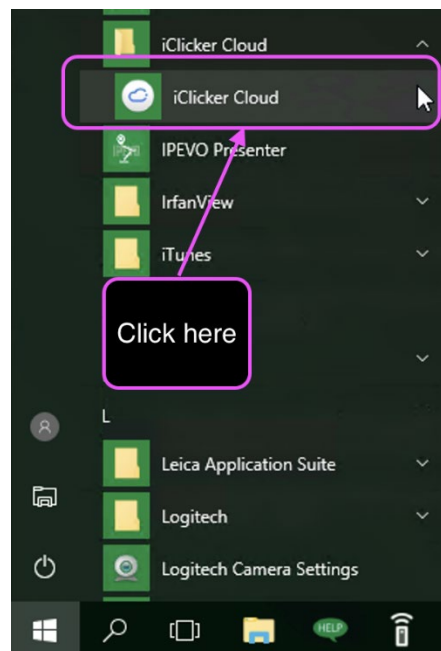 iClicker Cloud
iClicker Cloud
IPEVO Presenter
IrfanView
iTunes
Click here
L
Leica Application Suite
Logitech
Logitech Camera Settings
HELP